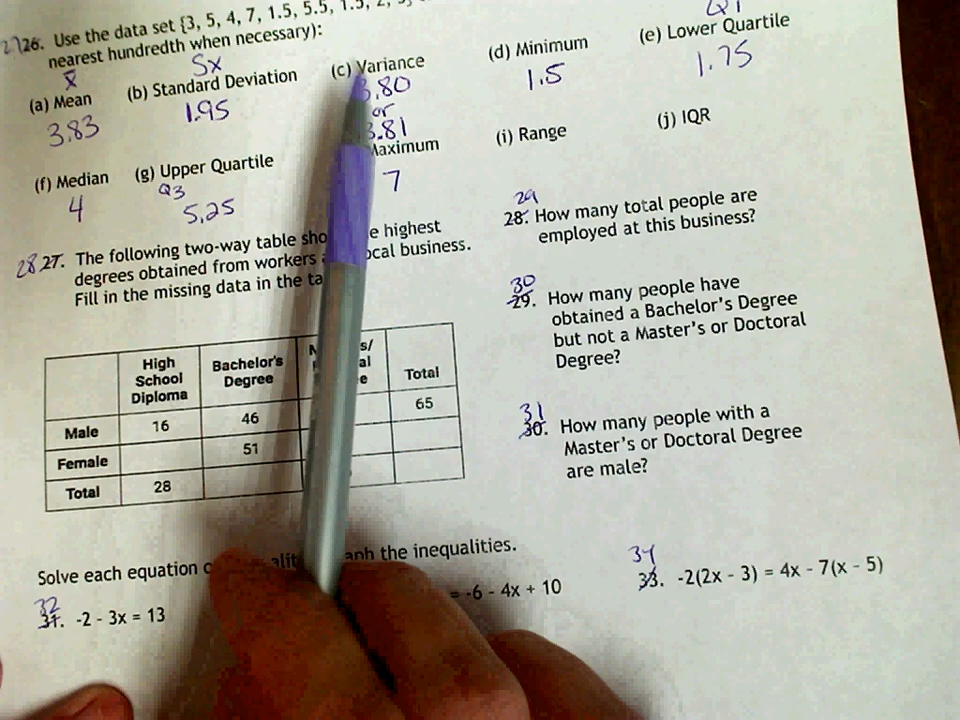 27 26. Use the data set {3, 5, 4, 7, 1.5, 5.5, 1.5, 2,
nearest hundredth when necessary):
x̄ Sx Q1
(a) Mean (b) Standard Deviation (c) Variance (d) Minimum (e) Lower Quartile
3.83 1.95 3.80 1.5 1.75
or
3.81
(f) Median (g) Upper Quartile Maximum (i) Range (j) IQR
Q3
4 5.25 7
28 27. The following two-way table highest
degrees obtained from workers local business.
Fill in the missing data in the
High School Diploma Bachelor's Degree Total
Male 16 46 65
Female 51
Total 28
29
28. How many total people are
employed at this business?
30
29. How many people have
obtained a Bachelor's Degree
but not a Master's or Doctoral
Degree?
31
30. How many people with a
Master's or Doctoral Degree
are male?
Solve each equation the inequalities.
32
31. -2 - 3x = 13
= -6 - 4x + 10
34
33. -2(2x - 3) = 4x - 7(x - 5)